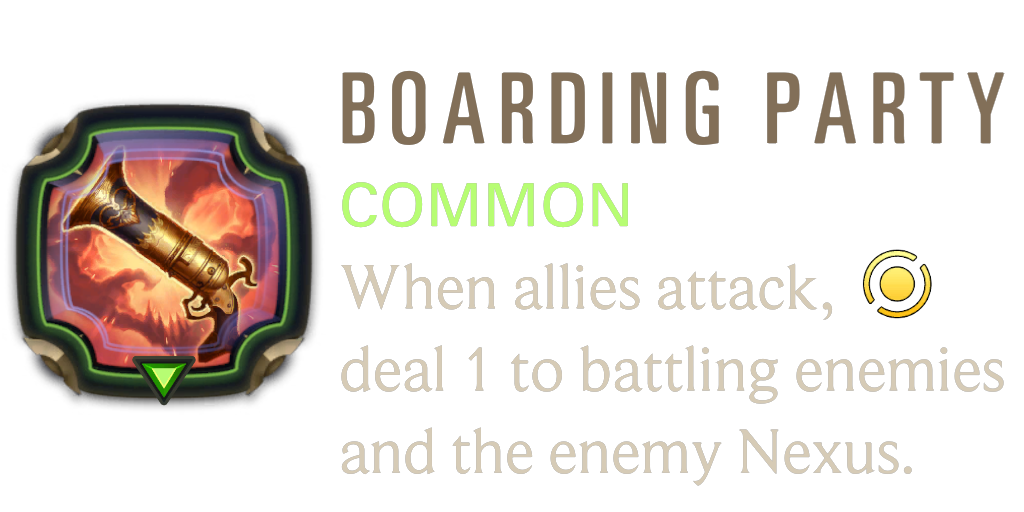 BOARDING PARTY
COMMON
When allies attack,
deal 1 to battling enemies
and the enemy Nexus.